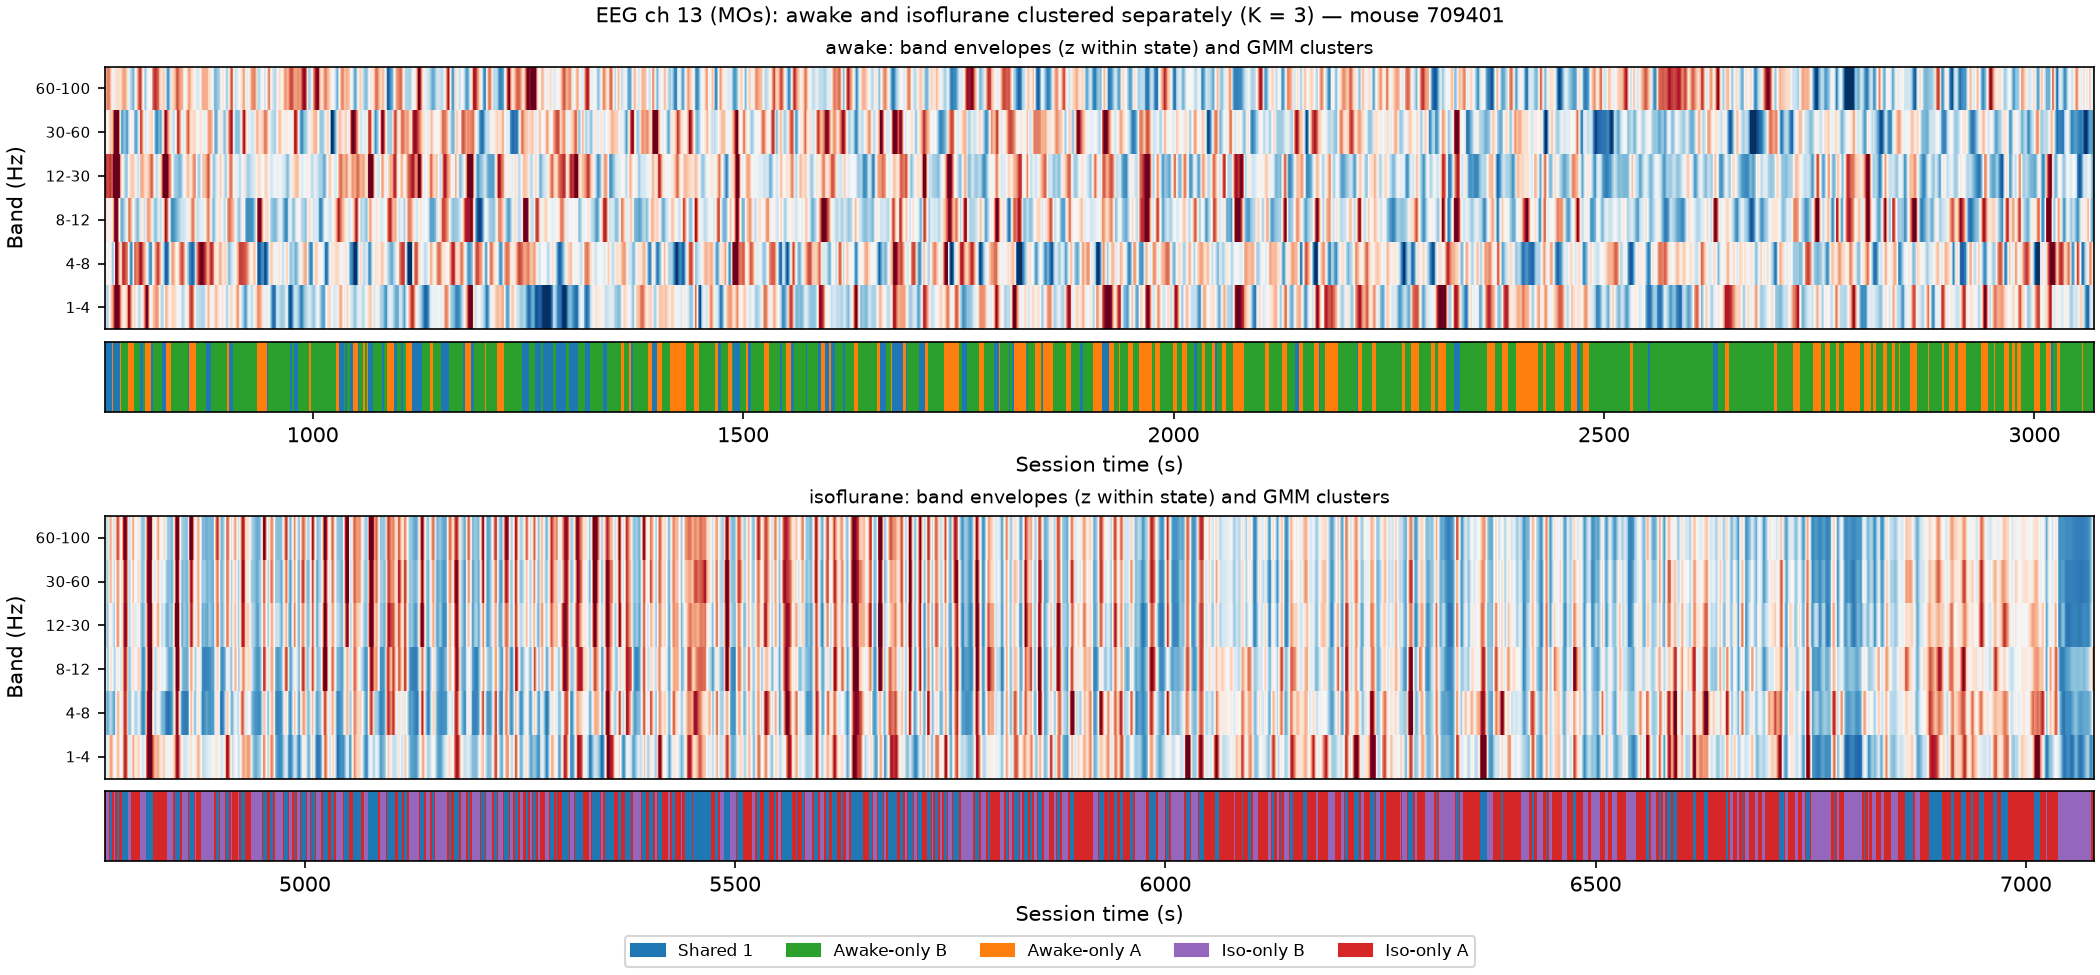 EEG ch 13 (MOs): awake and isoflurane clustered separately (K = 3) — mouse 709401
awake: band envelopes (z within state) and GMM clusters
Band (Hz)
60-100
30-60
12-30
8-12
4-8
1-4
1000 1500 2000 2500 3000
Session time (s)
isoflurane: band envelopes (z within state) and GMM clusters
Band (Hz)
60-100
30-60
12-30
8-12
4-8
1-4
5000 5500 6000 6500 7000
Session time (s)
Shared 1 Awake-only B Awake-only A Iso-only B Iso-only A